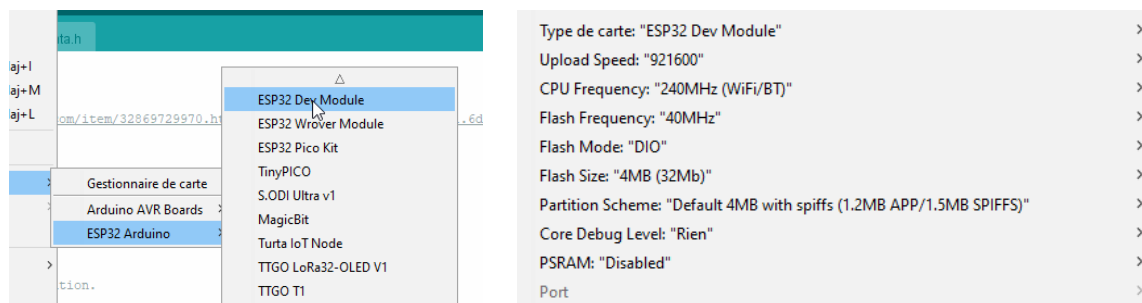 ata.h
aj+I
aj+M
aj+L
com/item/32869729970.h
.6d
Gestionnaire de carte
Arduino AVR Boards
ESP32 Arduino
tion.
ESP32 Dev Module
ESP32 Wrover Module
ESP32 Pico Kit
TinyPICO
S.ODI Ultra v1
MagicBit
Turta IoT Node
TTGO LoRa32-OLED V1
TTGO T1
Type de carte: "ESP32 Dev Module"
Upload Speed: "921600"
CPU Frequency: "240MHz (WiFi/BT)"
Flash Frequency: "40MHz"
Flash Mode: "DIO"
Flash Size: "4MB (32Mb)"
Partition Scheme: "Default 4MB with spiffs (1.2MB APP/1.5MB SPIFFS)"
Core Debug Level: "Rien"
PSRAM: "Disabled"
Port